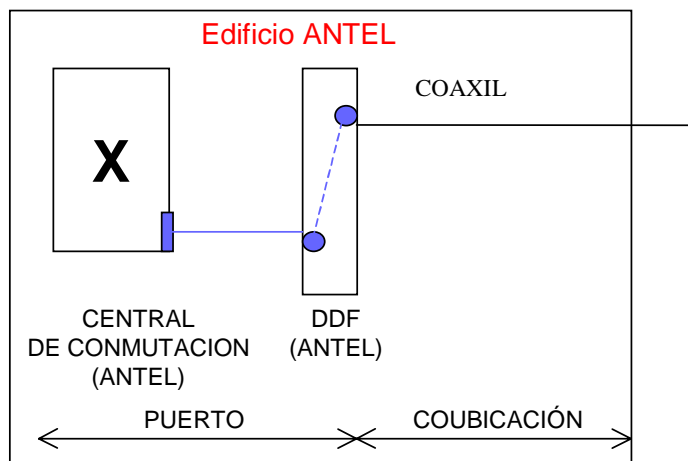 Edificio ANTEL
COAXIL
X
CENTRAL
DE CONMUTACION
(ANTEL)
DDF
(ANTEL)
PUERTO
COUBICACIÓN